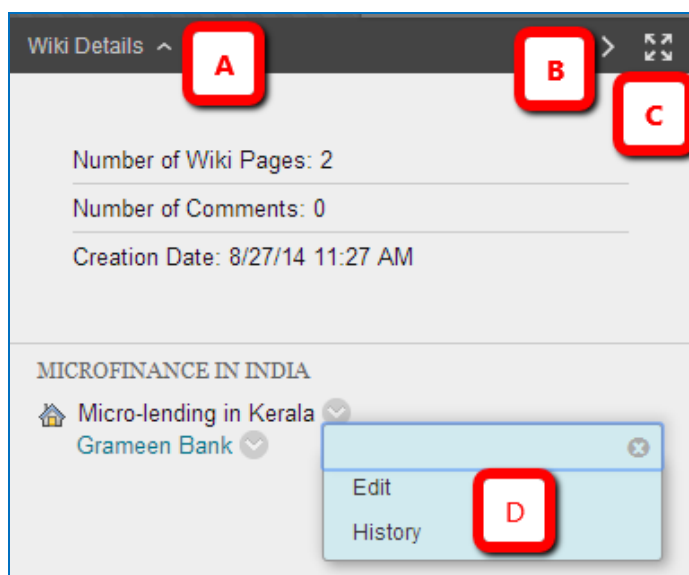 Wiki Details
A
B
C
Number of Wiki Pages: 2
Number of Comments: 0
Creation Date: 8/27/14 11:27 AM
MICROFINANCE IN INDIA
Micro-lending in Kerala
Grameen Bank
Edit
D
History